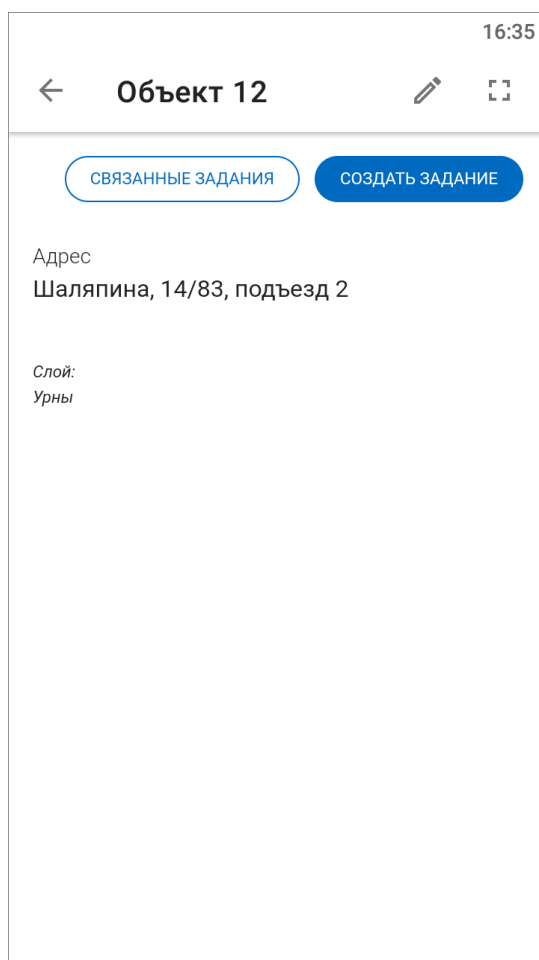 16:35
Объект 12
СВЯЗАННЫЕ ЗАДАНИЯ
СОЗДАТЬ ЗАДАНИЕ
Адрес
Шаляпина, 14/83, подъезд 2
Слой:
Урны